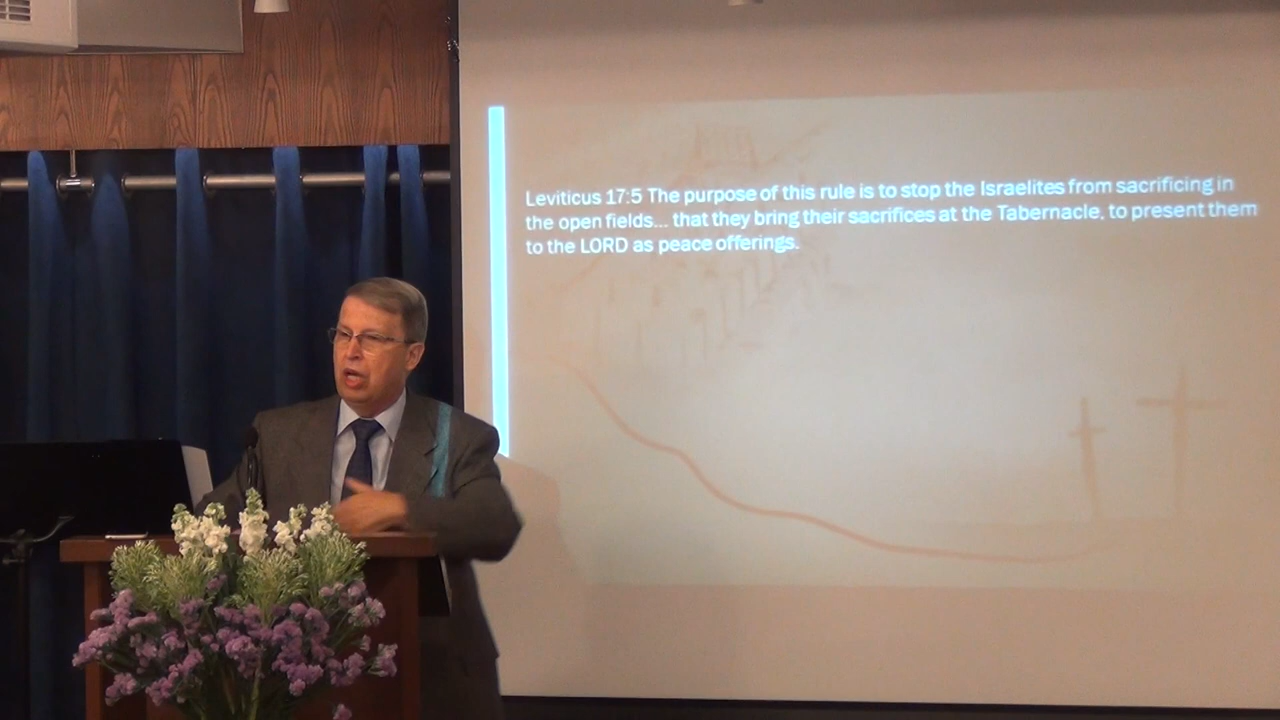 Leviticus 17:5 The purpose of this rule is to stop the Israelites from sacrificing in
the open fields... that they bring their sacrifices at the Tabernacle, to present them
to the LORD as peace offerings.